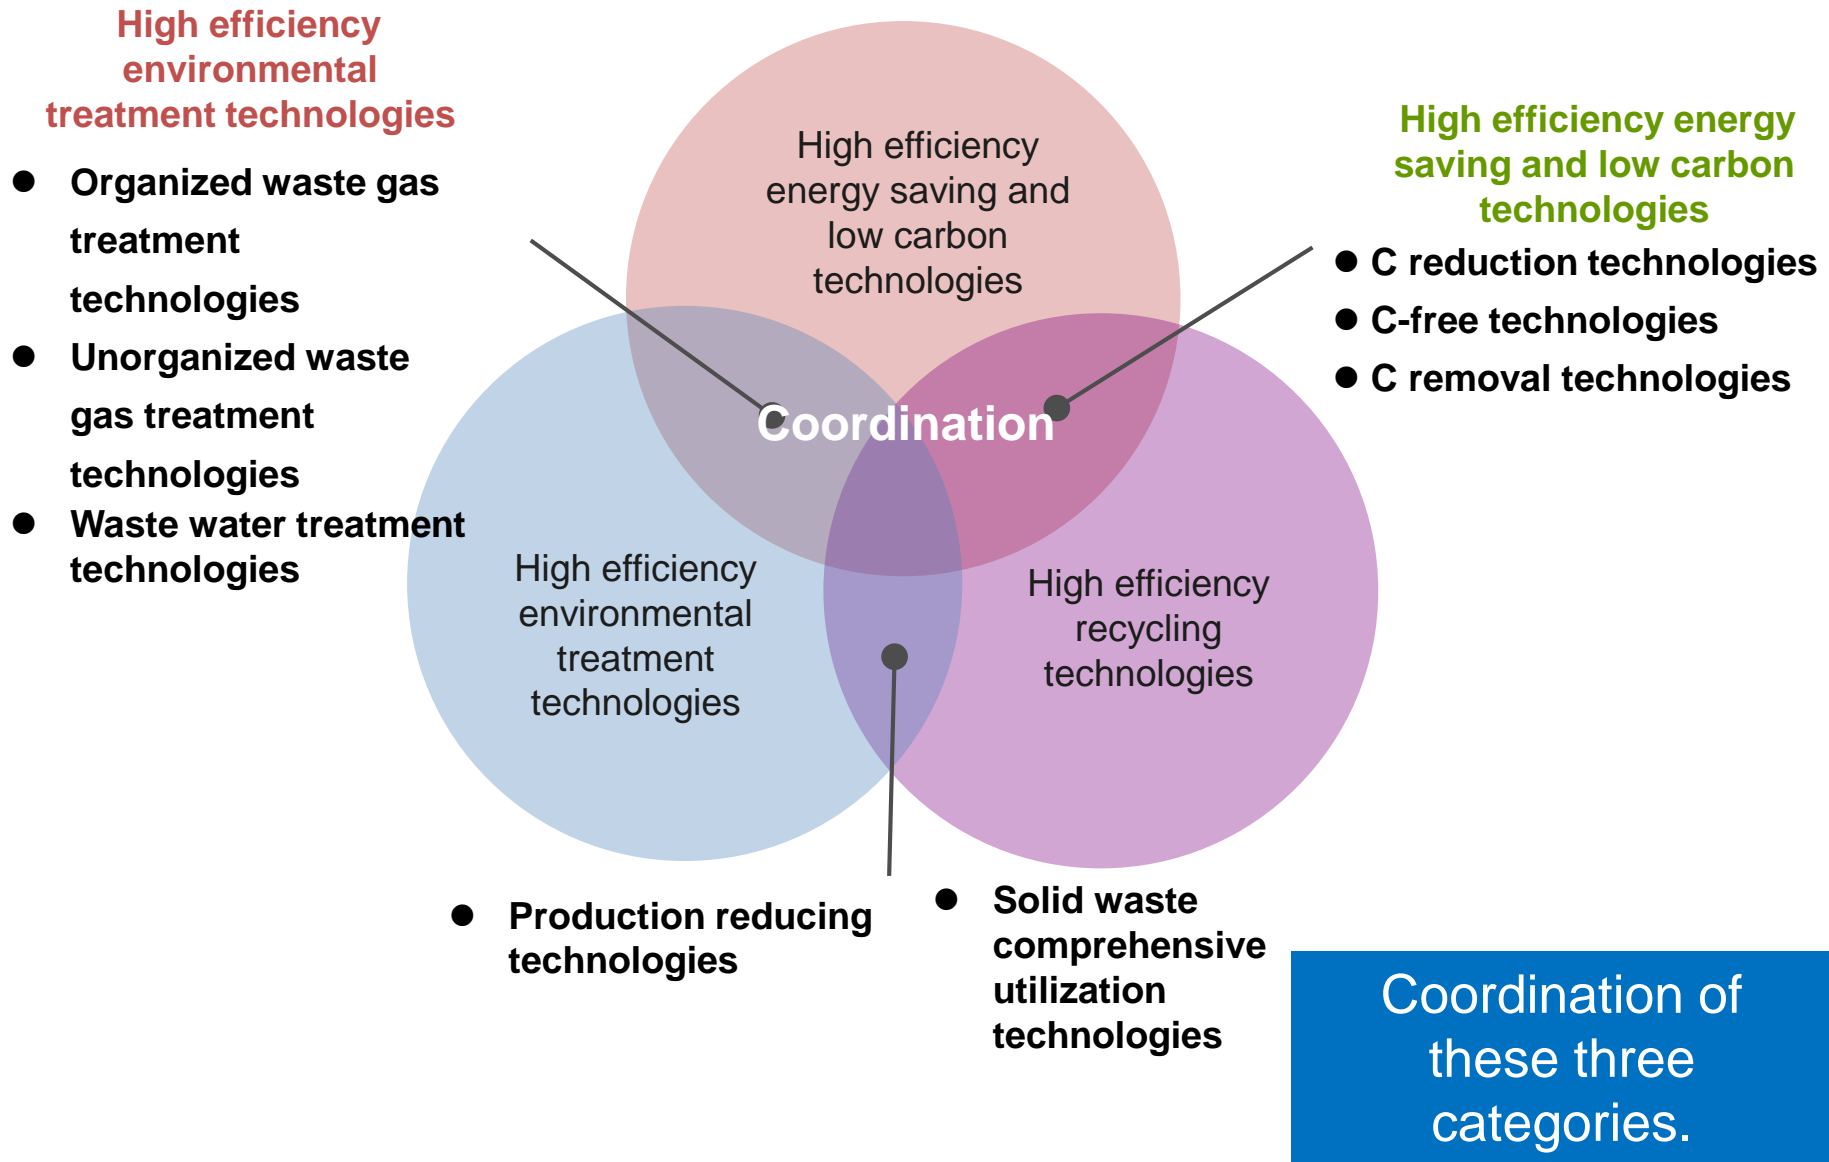 High efficiency
environmental
treatment technologies
● Organized waste gas
treatment
technologies
● Unorganized waste
gas treatment
technologies
● Waste water treatment
technologies
High efficiency
energy saving and
low carbon
technologies
High efficiency energy
saving and low carbon
technologies
● C reduction technologies
● C-free technologies
● C removal technologies
Coordination
High efficiency
environmental
treatment
technologies
High efficiency
recycling
technologies
● Production reducing
technologies
● Solid waste
comprehensive
utilization
technologies
Coordination of
these three
categories.